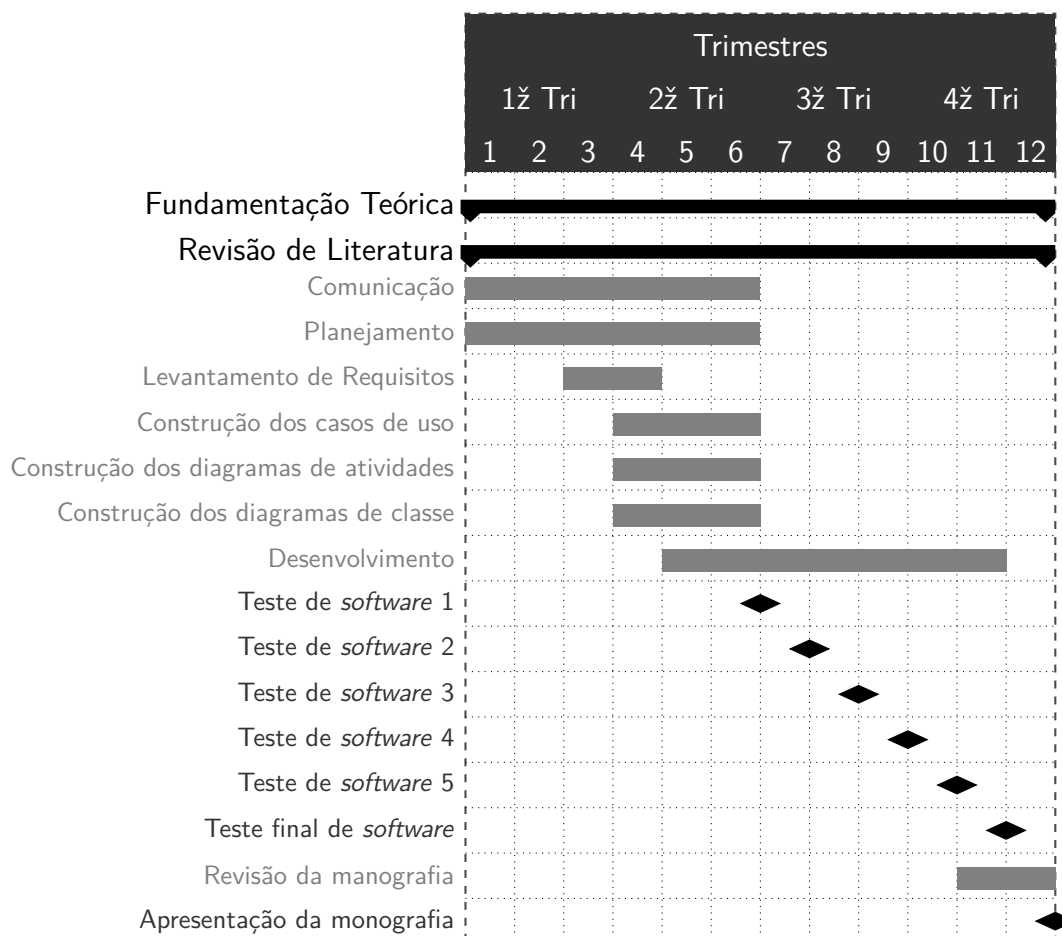 Trimestres
1ž Tri 2ž Tri 3ž Tri 4ž Tri
1 2 3 4 5 6 7 8 9 10 11 12
Fundamentação Teórica
Revisão de Literatura
Comunicação
Planejamento
Levantamento de Requisitos
Construção dos casos de uso
Construção dos diagramas de atividades
Construção dos diagramas de classe
Desenvolvimento
Teste de software 1
Teste de software 2
Teste de software 3
Teste de software 4
Teste de software 5
Teste final de software
Revisão da manografia
Apresentação da monografia